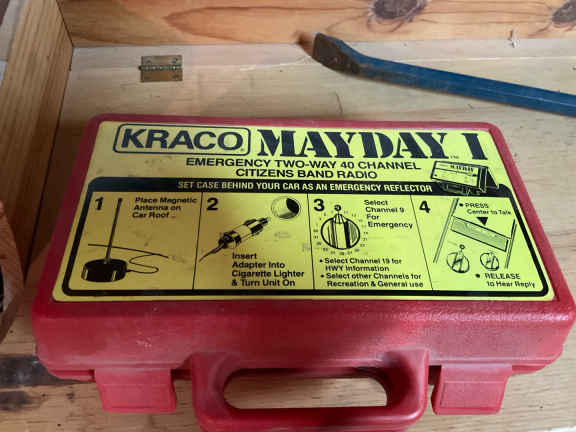 KRACO MAYDAY I
EMERGENCY TWO-WAY 40 CHANNEL
CITIZENS BAND RADIO
SET CASE BEHIND YOUR CAR AS AN EMERGENCY REFLECTOR
1
Place Magnetic
Antenna on
Car Roof ...
2
Insert
Adapter Into
Cigarette Lighter
& Turn Unit On
3
Select
Channel 9
For
Emergency
• Select Channel 19 for
HWY Information
• Select other Channels for
Recreation & General use
4
• PRESS
Center to Talk
• RELEASE
to Hear Reply